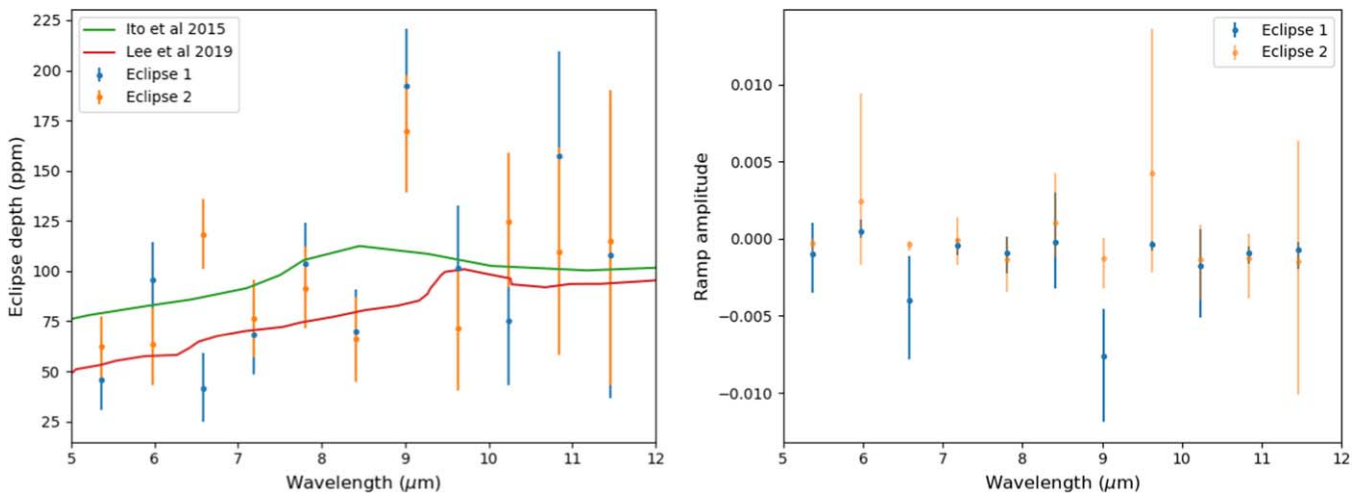 Ito et al 2015
Lee et al 2019
Eclipse 1
Eclipse 2
225
200
175
150
125
100
75
50
25
Eclipse depth (ppm)
5 6 7 8 9 10 11 12
Wavelength (μm)
Eclipse 1
Eclipse 2
0.010
0.005
0.000
−0.005
−0.010
Ramp amplitude
5 6 7 8 9 10 11 12
Wavelength (μm)